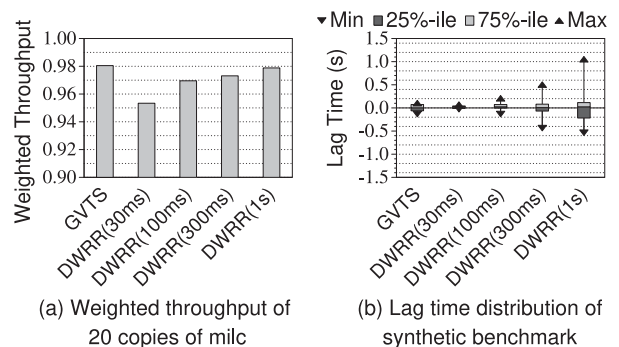 ▼Min ■25%-ile ■75%-ile ▲Max
Weighted Throughput
1.00
0.98
0.96
0.94
0.92
0.90
GVTS
DWRR(30ms)
DWRR(100ms)
DWRR(300ms)
DWRR(1s)
(a) Weighted throughput of
20 copies of milc
Lag Time (s)
1.5
1.0
0.5
0.0
-0.5
-1.0
-1.5
GVTS
DWRR(30ms)
DWRR(100ms)
DWRR(300ms)
DWRR(1s)
(b) Lag time distribution of
synthetic benchmark